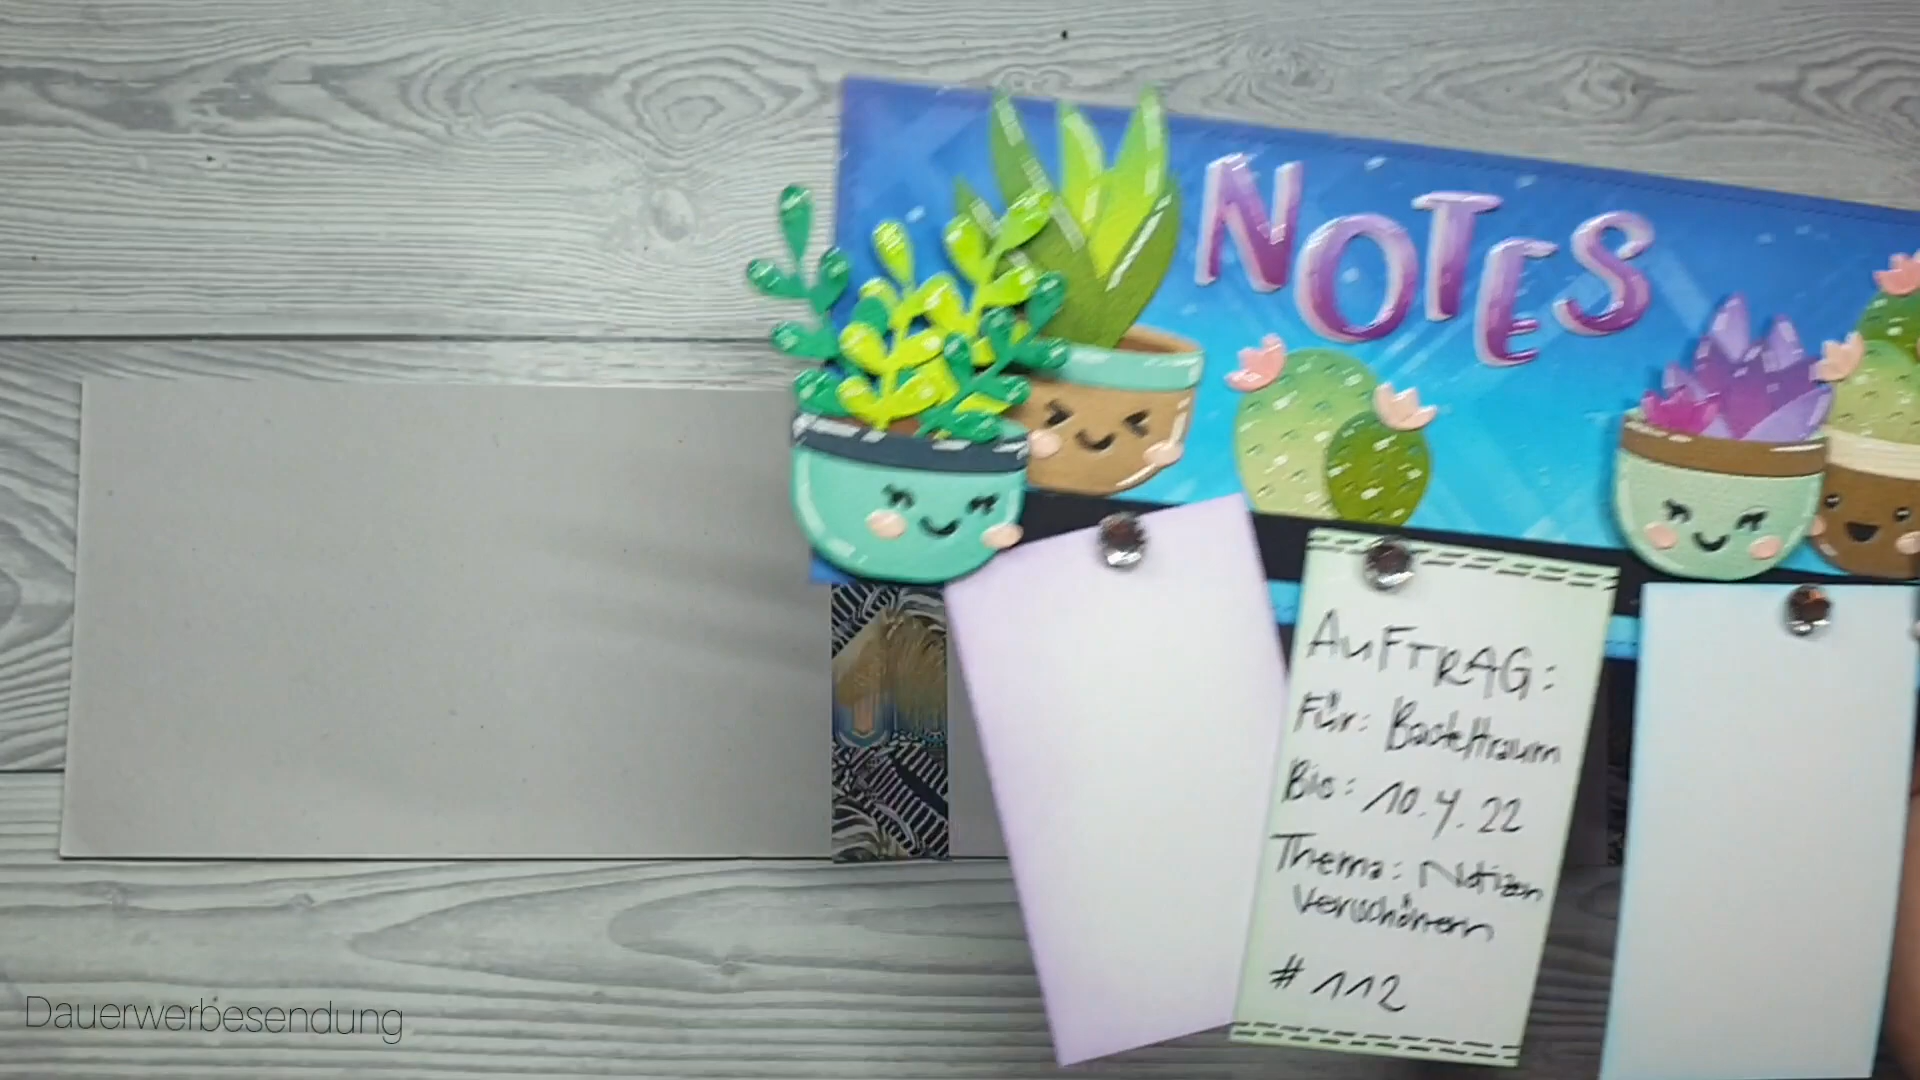 NOTES
AUFTRAG:
Für: Basteltraum
Bis: 10.4.22
Thema: Notizen
Verschönern
#112
Dauerwerbesendung